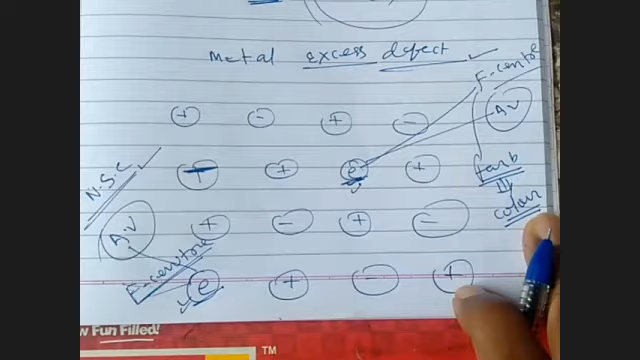 Metal excess defect
F-centre
A.V
+ - + -
T + e⁻ +
farb
colour
N.S.C
+ - + -
A.V
F-centre
e + - +
w Fun Filled!
TM